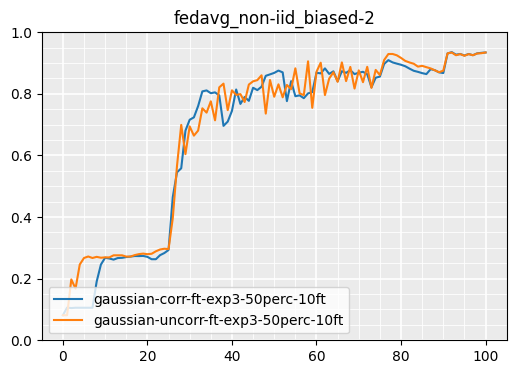 fedavg_non-iid_biased-2
1.0
0.8
0.6
0.4
0.2
0.0
gaussian-corr-ft-exp3-50perc-10ft
gaussian-uncorr-ft-exp3-50perc-10ft
0 20 40 60 80 100